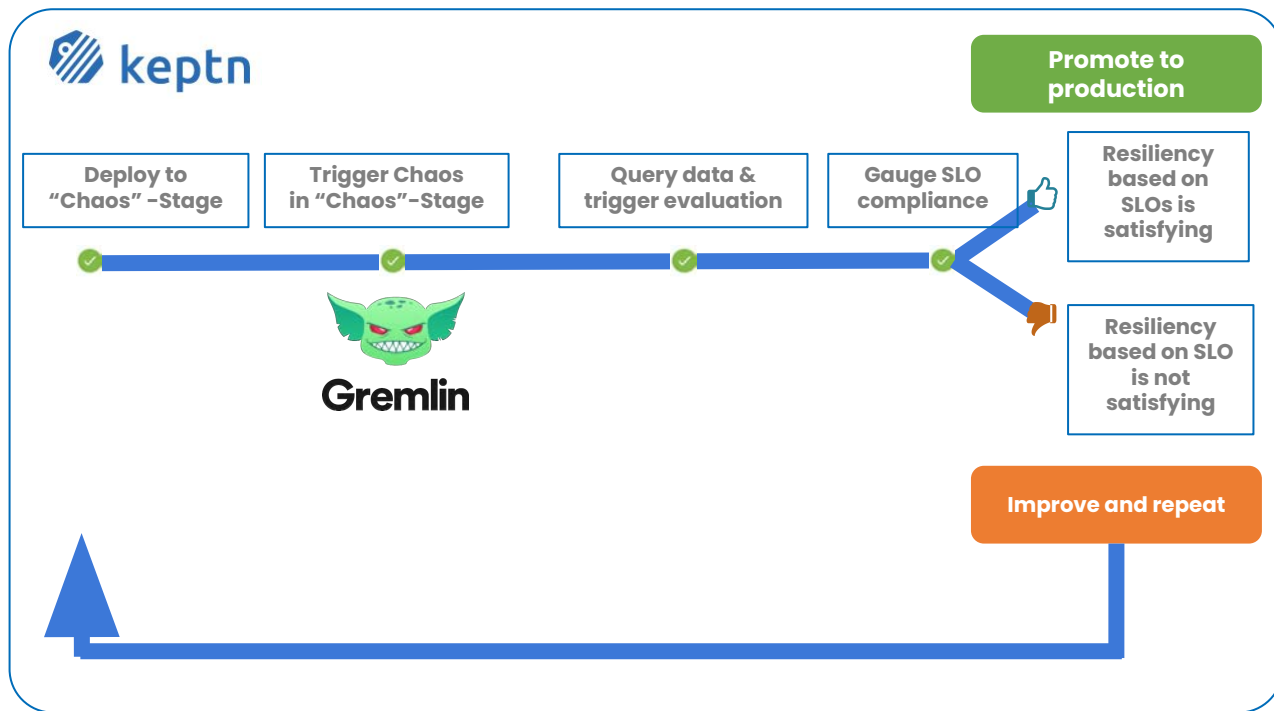 keptn
Promote to
production
Deploy to
“Chaos” -Stage
Trigger Chaos
in “Chaos”-Stage
Query data &
trigger evaluation
Gauge SLO
compliance
Resiliency
based on
SLOs is
satisfying
Gremlin
Resiliency
based on SLO
is not
satisfying
Improve and repeat